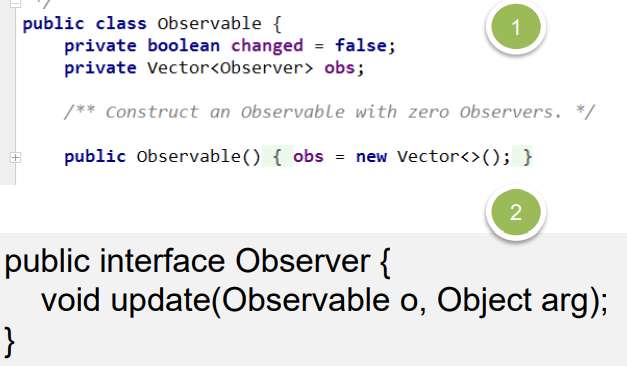 */
public class Observable {
1
private boolean changed = false;
private Vector<Observer> obs;
/** Construct an Observable with zero Observers. */
public Observable() { obs = new Vector<>(); }
2
public interface Observer {
void update(Observable o, Object arg);
}